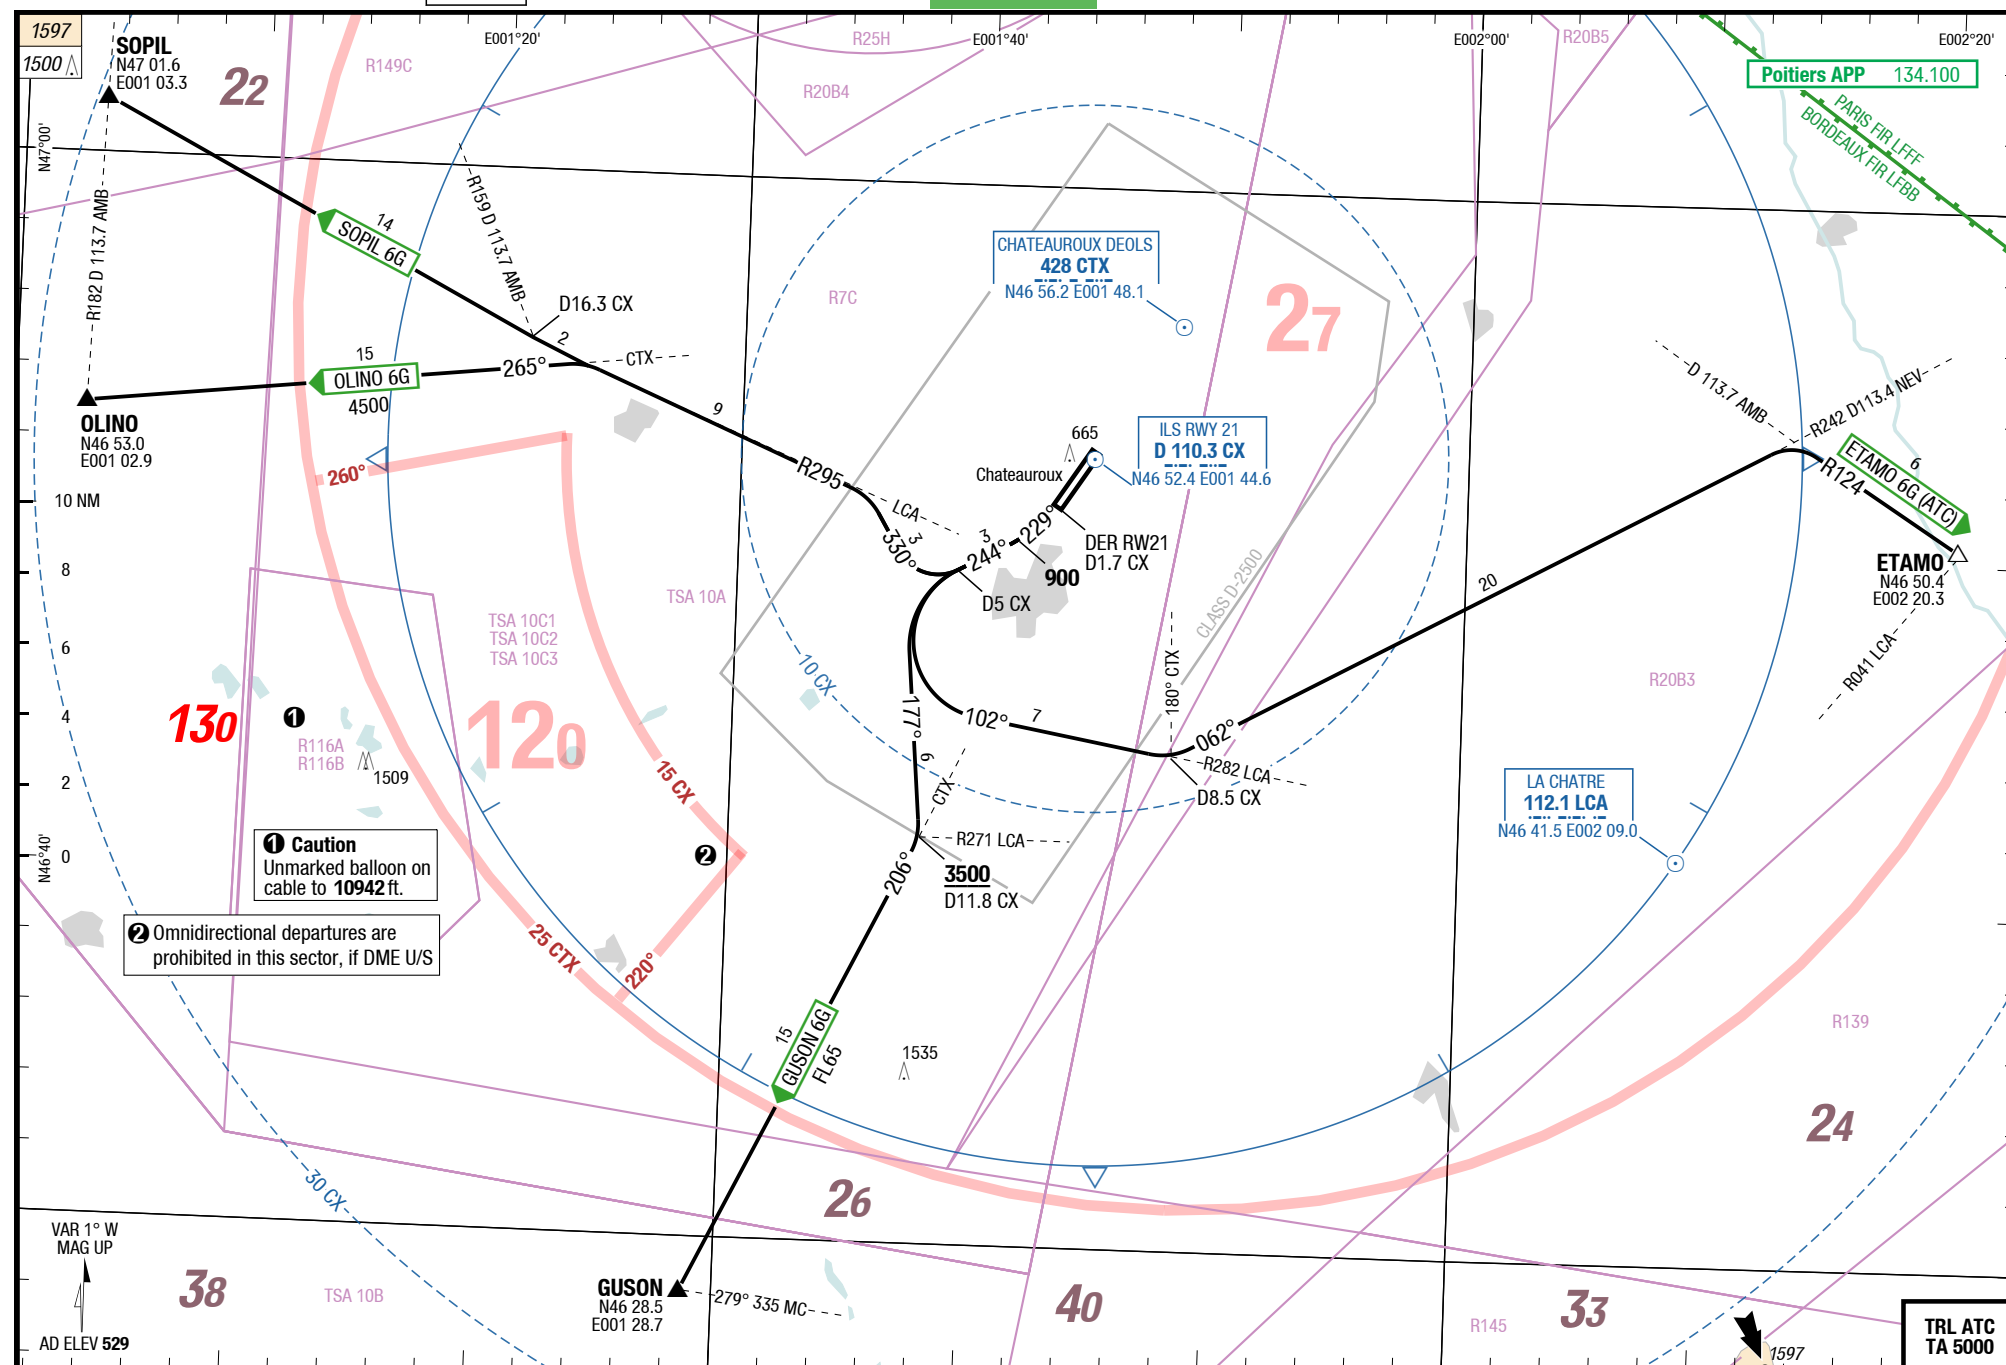 1597
1500
SOPIL
N47 01.6
E001 03.3
22
R149C
E001°20'
R25H
E001°40'
R20B4
E002°00'
R20B5
E002°20'
Poitiers APP 134.100
PARIS FIR LFFF
BORDEAUX FIR LFBB
N47°00'
R182 D 113.7 AMB
14
SOPIL 6G
R159 D 113.7 AMB
D16.3 CX
2
CTX
15
OLINO 6G
4500
265°
OLINO
N46 53.0
E001 02.9
9
R295
260°
CHATEAUROUX DEOLS
428 CTX
N46 56.2 E001 48.1
R7C
27
ILS RWY 21
D 110.3 CX
N46 52.4 E001 44.6
665
Chateauroux
LCA
3
330°
3
244°
229°
DER RW21
D1.7 CX
900
D5 CX
D 113.7 AMB
R242 D113.4 NEV
6
ETAMO 6G (ATC)
R124
ETAMO
N46 50.4
E002 20.3
R041 LCA
20
10 NM
8
6
4
2
0
N46°40'
TSA 10A
TSA 10C1
TSA 10C2
TSA 10C3
CLASS D-2500
R20B3
10 CX
130
1
R116A
R116B
1509
120
15 CX
177°
6
CTX
102°
7
180° CTX
062°
R282 LCA
D8.5 CX
R271 LCA
3500
D11.8 CX
206°
LA CHATRE
112.1 LCA
N46 41.5 E002 09.0
1 Caution
Unmarked balloon on
cable to 10942 ft.
2
2 Omnidirectional departures are
prohibited in this sector, if DME U/S
25 CTX
220°
15
GUSON 6G
FL65
1535
R139
24
30 CX
26
VAR 1° W
MAG UP
38
TSA 10B
GUSON
N46 28.5
E001 28.7
279° 335 MC
40
R145
33
AD ELEV 529
1597
TRL ATC
TA 5000